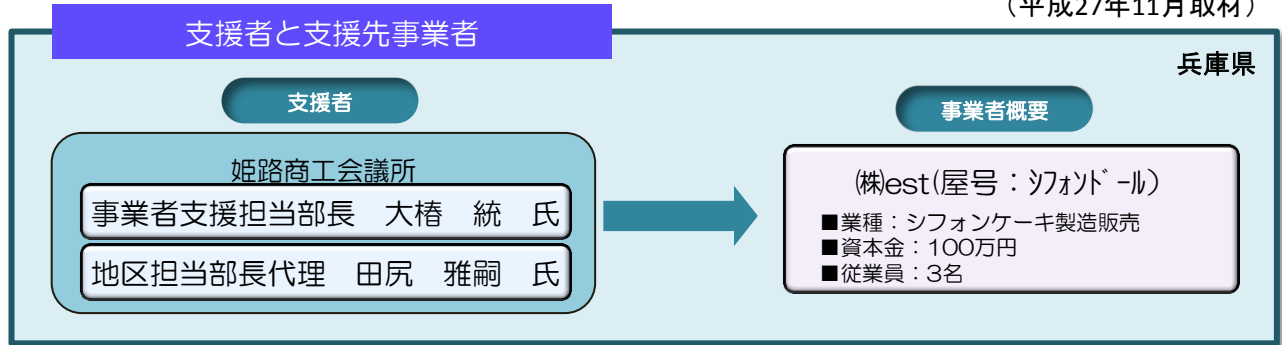 （平成27年11月取材）
支援者と支援先事業者
兵庫県
支援者
姫路商工会議所
事業者支援担当部長　大椿　統　氏
地区担当部長代理　田尻　雅嗣　氏
事業者概要
㈱est(屋号：ｼﾌｫﾝﾄﾞｰﾙ)
■業種：シフォンケーキ製造販売
■資本金：100万円
■従業員：3名